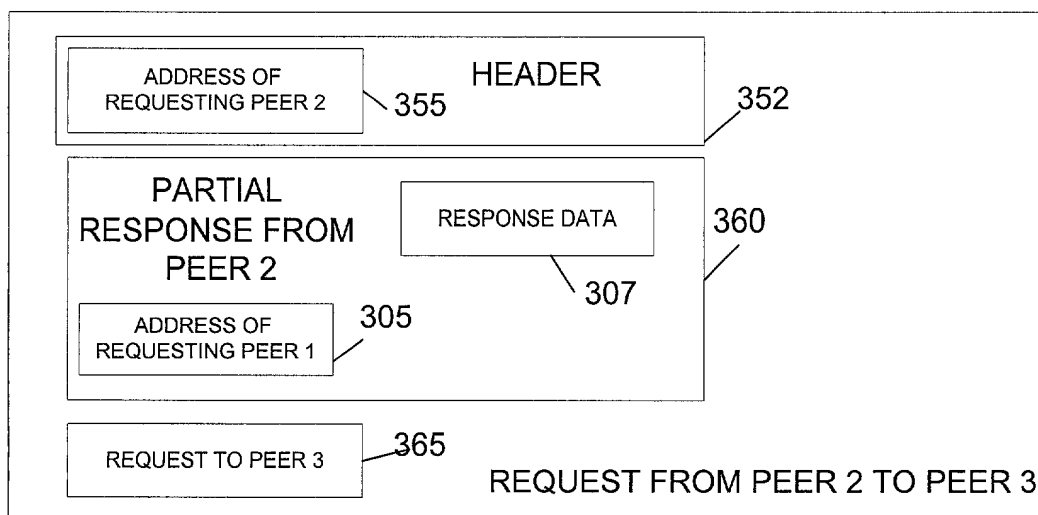 ADDRESS OF
REQUESTING PEER 2
355
HEADER
352
PARTIAL
RESPONSE FROM
PEER 2
RESPONSE DATA
307
360
ADDRESS OF
REQUESTING PEER 1
305
REQUEST TO PEER 3
365
REQUEST FROM PEER 2 TO PEER 3